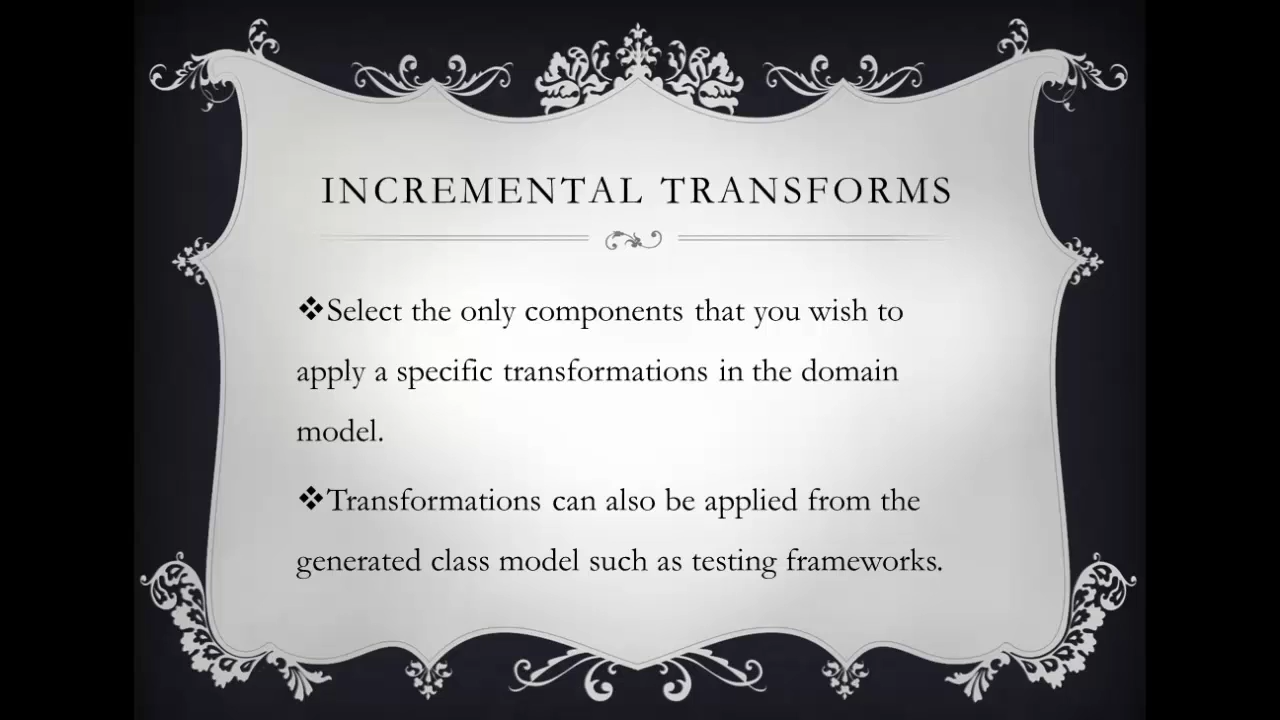 INCREMENTAL TRANSFORMS
❖Select the only components that you wish to
apply a specific transformations in the domain
model.
❖Transformations can also be applied from the
generated class model such as testing frameworks.